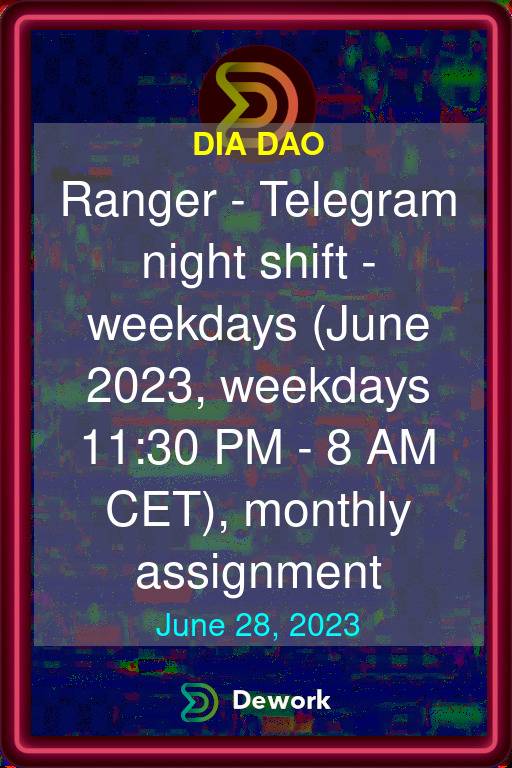 DIA DAO
Ranger - Telegram
night shift -
weekdays (June
2023, weekdays
11:30 PM - 8 AM
CET), monthly
assignment
June 28, 2023
Dework